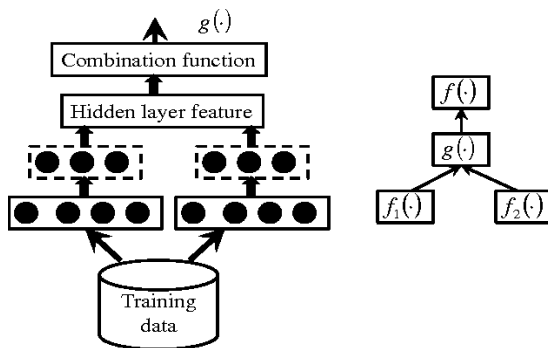 g(·)
Combination function
Hidden layer feature
Training
data
f(·)
g(·)
f₁(·)
f₂(·)